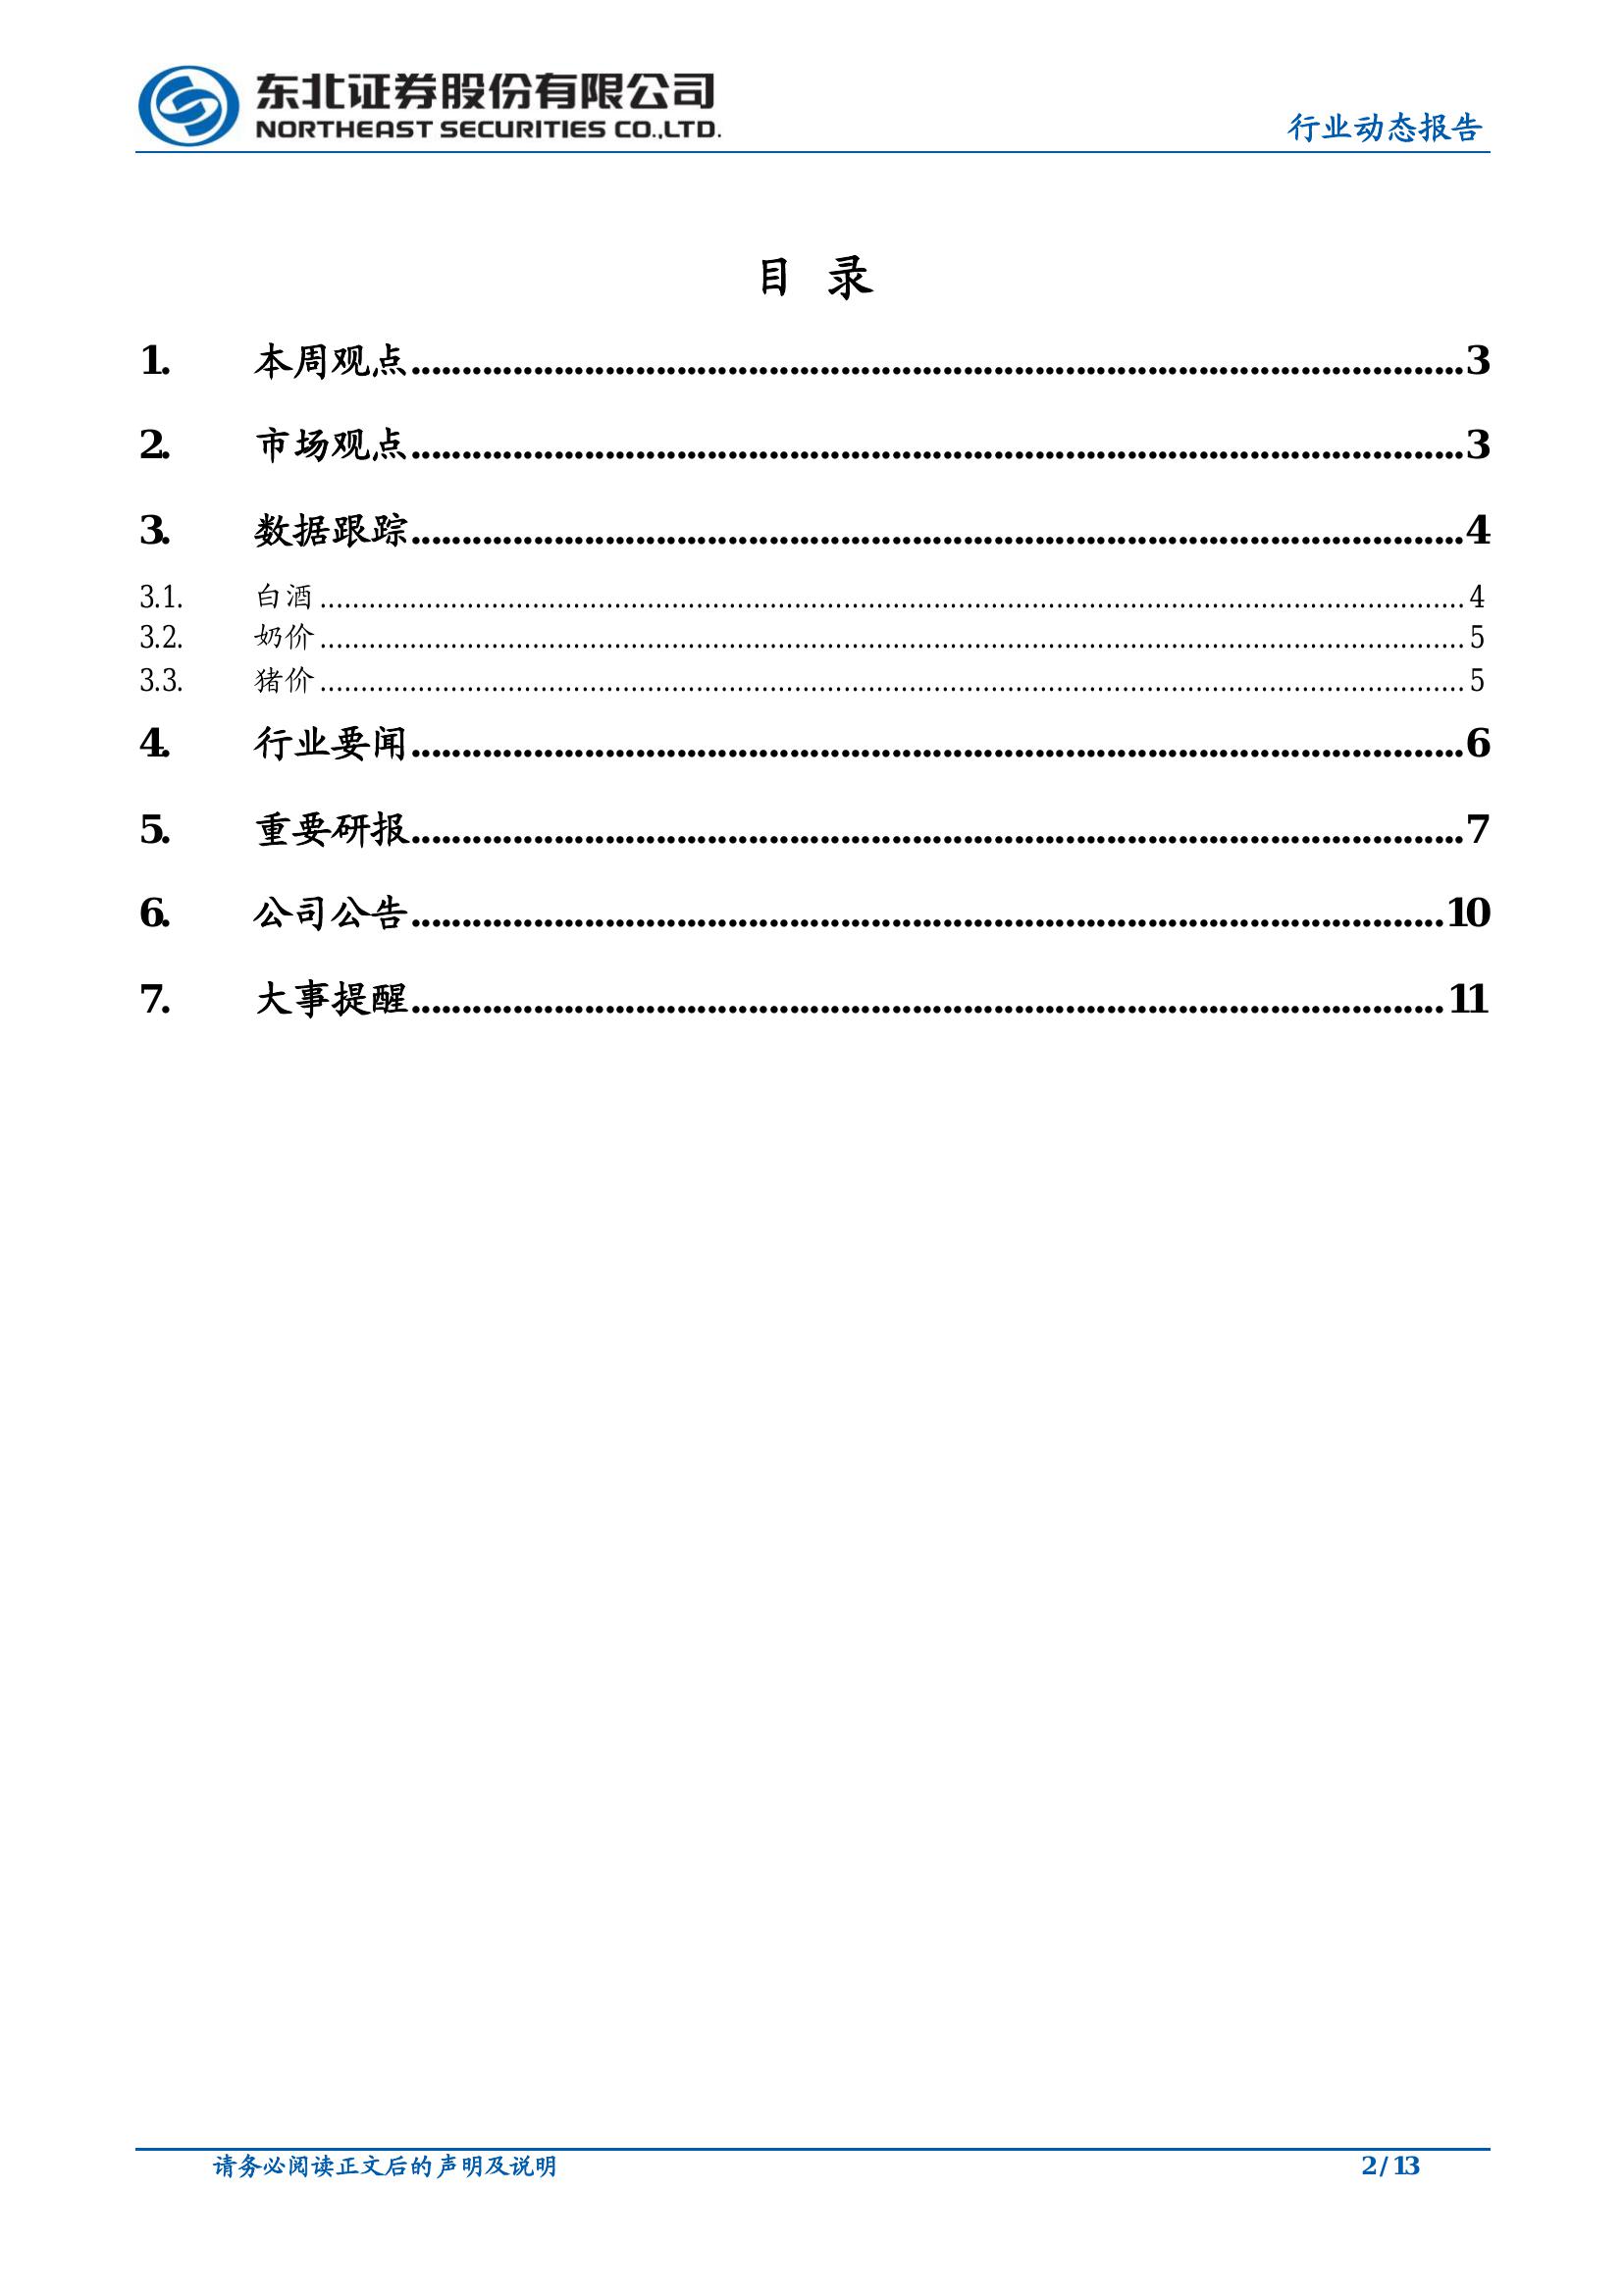 东北证券股份有限公司
NORTHEAST SECURITIES CO.,LTD.
行业动态报告
目 录
1. 本周观点 3
2. 市场观点 3
3. 数据跟踪 4
3.1. 白酒 4
3.2. 奶价 5
3.3. 猪价 5
4. 行业要闻 6
5. 重要研报 7
6. 公司公告 10
7. 大事提醒 11
请务必阅读正文后的声明及说明 2 / 13